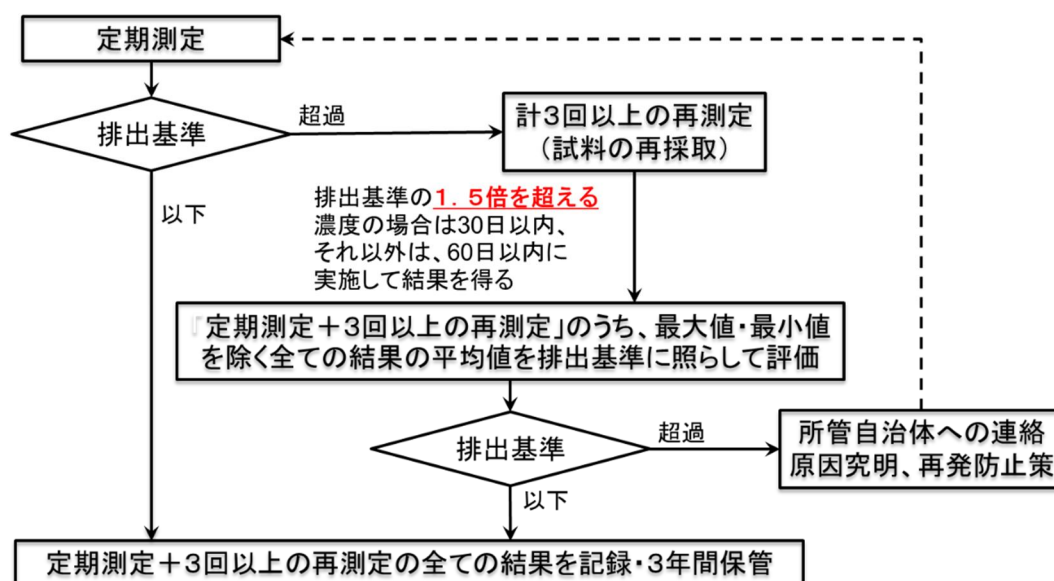 定期測定
排出基準
超過
計３回以上の再測定
（試料の再採取）
以下
排出基準の１．５倍を超える
濃度の場合は30日以内、
それ以外は、60日以内に
実施して結果を得る
「定期測定＋３回以上の再測定」のうち、最大値・最小値
を除く全ての結果の平均値を排出基準に照らして評価
排出基準
超過
所管自治体への連絡
原因究明、再発防止策
以下
定期測定＋３回以上の再測定の全ての結果を記録・３年間保管